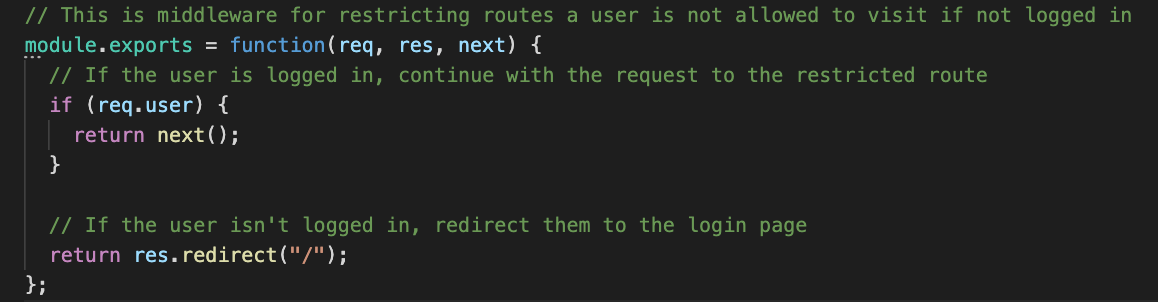 // This is middleware for restricting routes a user is not allowed to visit if not logged in
module.exports = function(req, res, next) {
  // If the user is logged in, continue with the request to the restricted route
  if (req.user) {
    return next();
  }

  // If the user isn't logged in, redirect them to the login page
  return res.redirect("/");
};